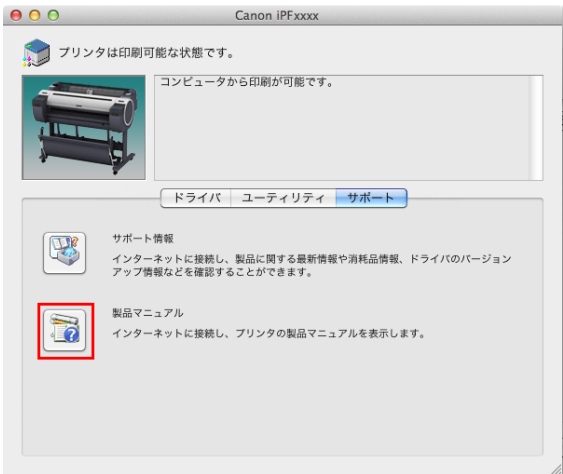 Canon iPFxxxx
プリンタは印刷可能な状態です。
コンピュータから印刷が可能です。
ドライバ ユーティリティ サポート
サポート情報
インターネットに接続し、製品に関する最新情報や消耗品情報、ドライバのバージョン
アップ情報などを確認することができます。
製品マニュアル
インターネットに接続し、プリンタの製品マニュアルを表示します。